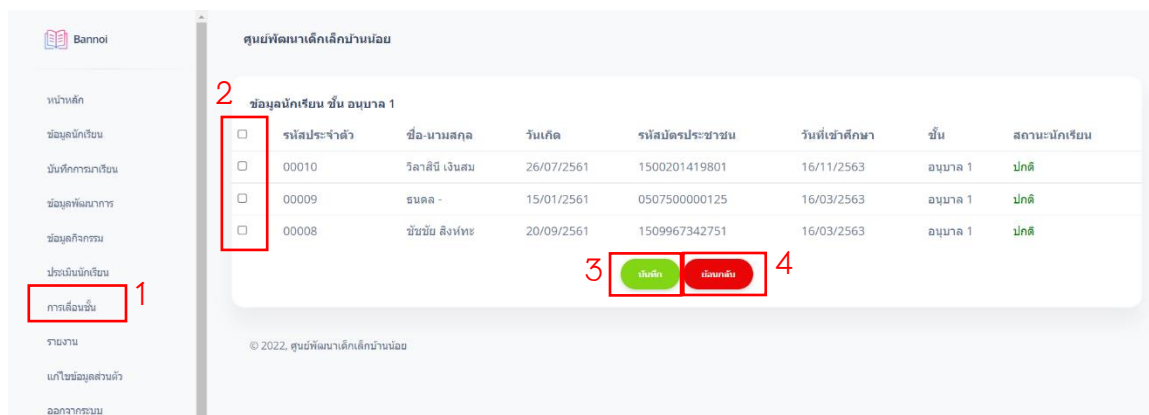 Bannoi
ศูนย์พัฒนาเด็กเล็กบ้านน้อย
หน้าหลัก
ข้อมูลนักเรียน
บันทึกการมาเรียน
ข้อมูลพัฒนาการ
ข้อมูลกิจกรรม
ประเมินนักเรียน
การเลื่อนชั้น
รายงาน
แก้ไขข้อมูลส่วนตัว
ออกจากระบบ
1
2
ข้อมูลนักเรียน ชั้น อนุบาล 1
รหัสประจำตัว ชื่อ-นามสกุล วันเกิด รหัสบัตรประชาชน วันที่เข้าศึกษา ชั้น สถานะนักเรียน
00010 วิลาสินี เงินสม 26/07/2561 1500201419801 16/11/2563 อนุบาล 1 ปกติ
00009 ธนดล - 15/01/2561 0507500000125 16/03/2563 อนุบาล 1 ปกติ
00008 ชัยชัย สิงห์ทะ 20/09/2561 1509967342751 16/03/2563 อนุบาล 1 ปกติ
3 บันทึก ย้อนกลับ 4
© 2022, ศูนย์พัฒนาเด็กเล็กบ้านน้อย